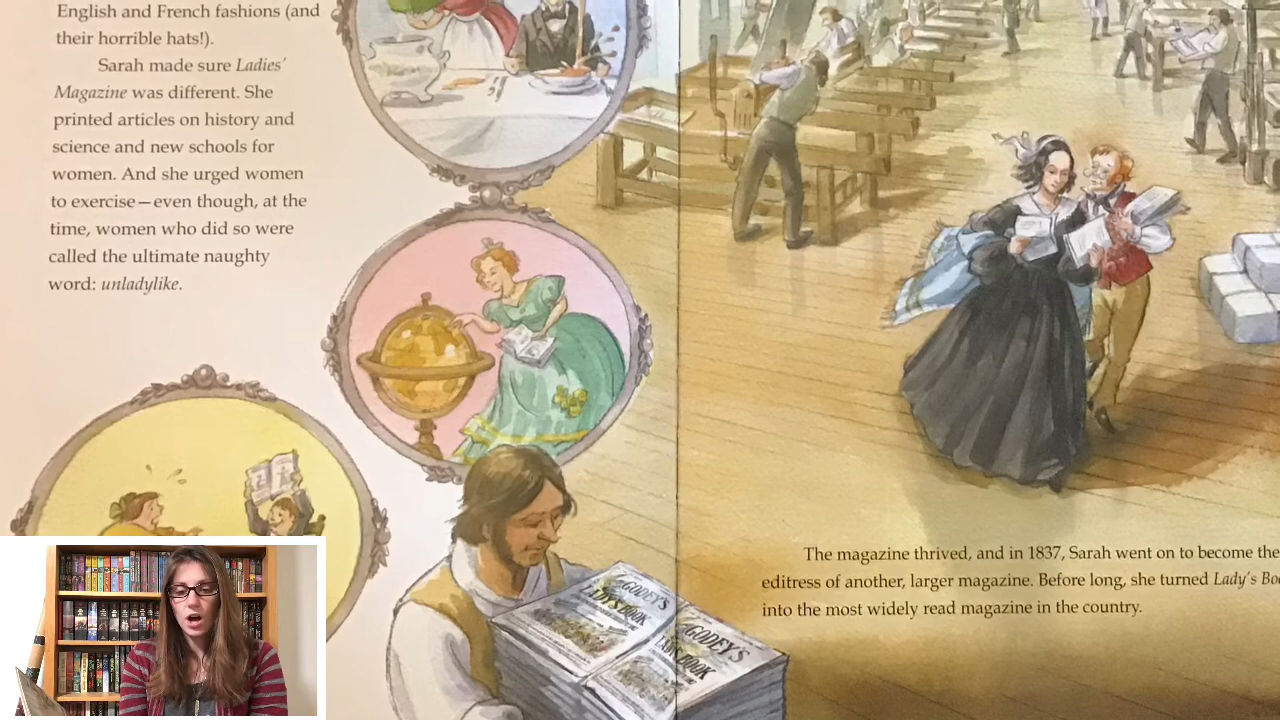 English and French fashions (and
their horrible hats!).
Sarah made sure Ladies'
Magazine was different. She
printed articles on history and
science and new schools for
women. And she urged women
to exercise—even though, at the
time, women who did so were
called the ultimate naughty
word: unladylike.
The magazine thrived, and in 1837, Sarah went on to become the
editress of another, larger magazine. Before long, she turned Lady's Bo
into the most widely read magazine in the country.
GODEY'S
LADY'S BOOK
GODEY'S
LADY'S BOOK